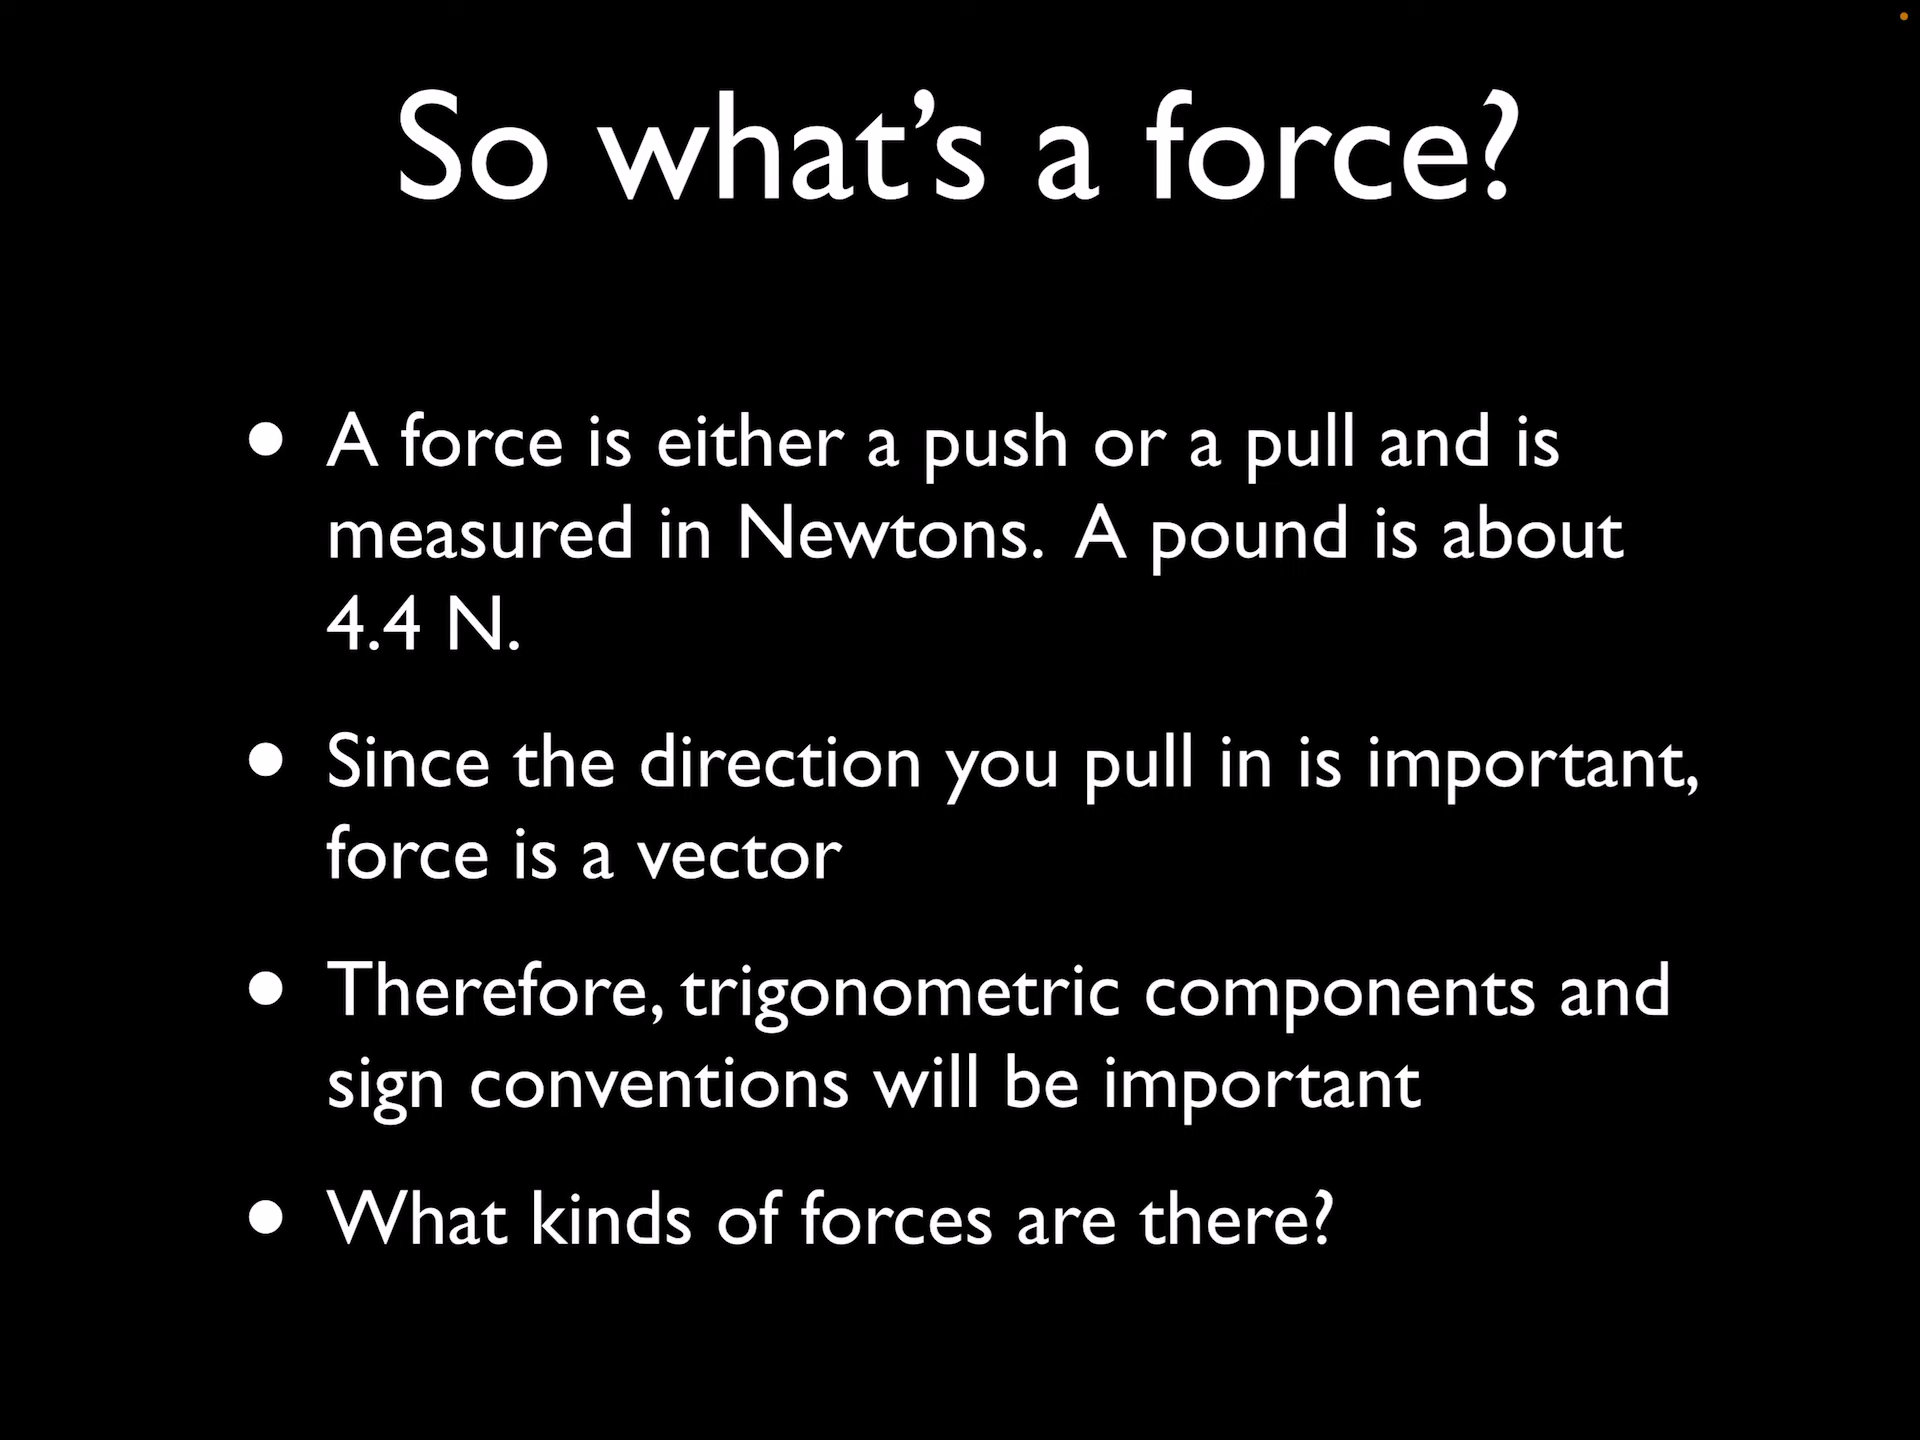 So what’s a force?
• A force is either a push or a pull and is
measured in Newtons.  A pound is about
4.4 N.
• Since the direction you pull in is important,
force is a vector
• Therefore, trigonometric components and
sign conventions will be important
• What kinds of forces are there?